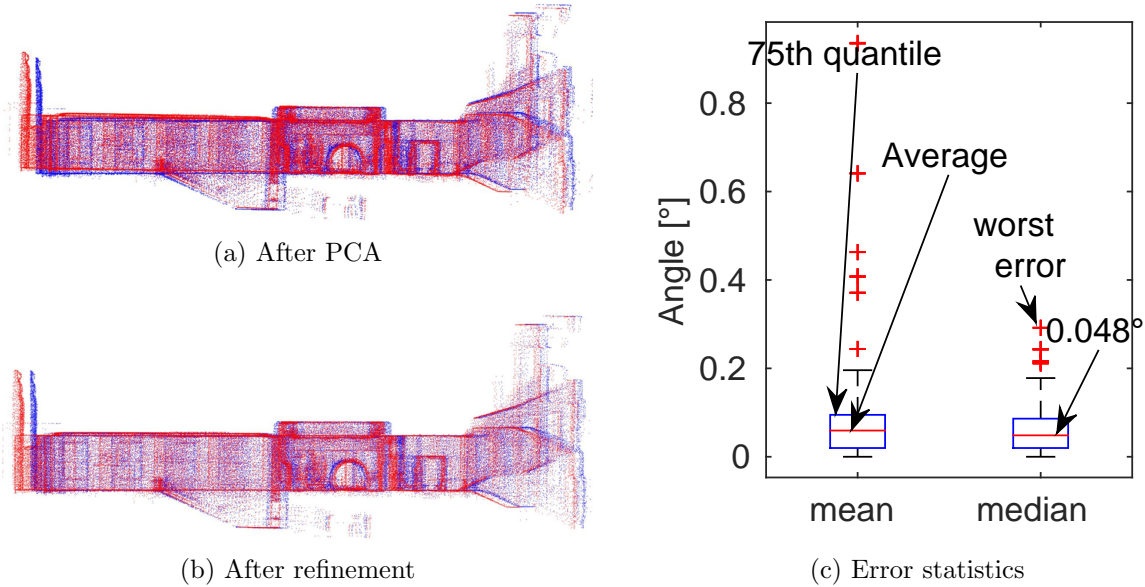 (a) After PCA
(b) After refinement
75th quantile
Average
worst
error
0.048°
Angle [°]
0.8
0.6
0.4
0.2
0
mean
median
(c) Error statistics